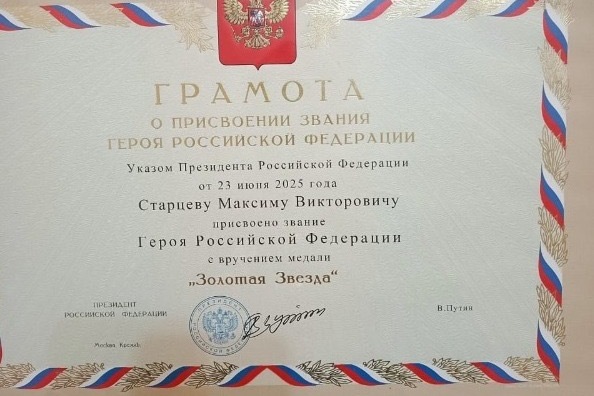 ГРАМОТА
О ПРИСВОЕНИИ ЗВАНИЯ
ГЕРОЯ РОССИЙСКОЙ ФЕДЕРАЦИИ
Указом Президента Российской Федерации
от 23 июня 2025 года
Старцеву Максиму Викторовичу
присвоено звание
Героя Российской Федерации
с вручением медали
„Золотая Звезда“
ПРЕЗИДЕНТ
РОССИЙСКОЙ ФЕДЕРАЦИИ
В.Путин
Москва, Кремль